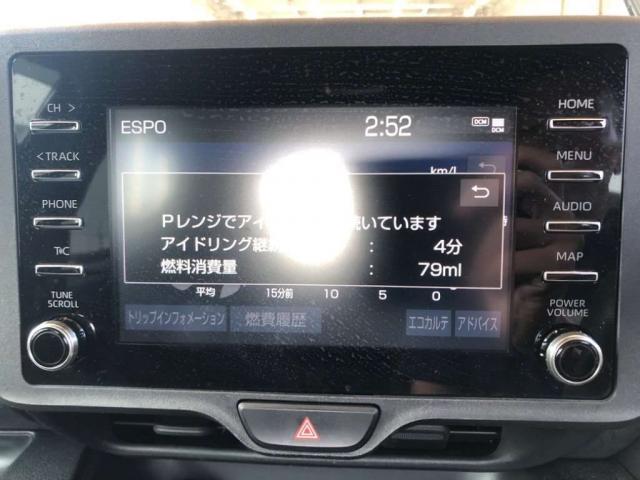 CH >
< TRACK
PHONE
T*C
TUNE
SCROLL
ESPO
2:52
DCM
DCM
km/L
Pレンジでアイ いています
アイドリング継 : 4分
燃料消費量 : 79ml
平均 15分前 10 5 0
トリップインフォメーション 燃費履歴 エコカルテ アドバイス
HOME
MENU
AUDIO
MAP
POWER
VOLUME